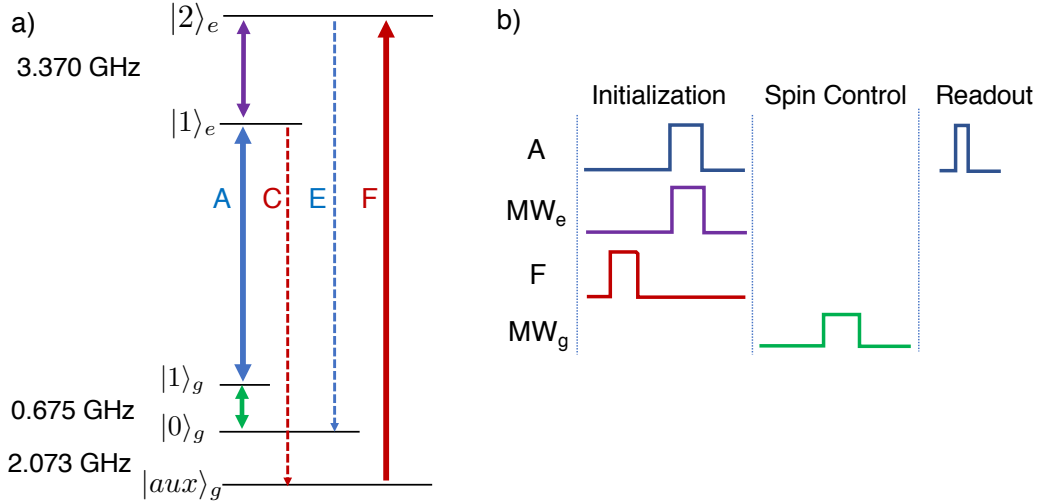 a)
|2⟩e
3.370 GHz
|1⟩e
A
C
E
F
|1⟩g
0.675 GHz
|0⟩g
2.073 GHz
|aux⟩g
b)
Initialization
Spin Control
Readout
A
MWe
F
MWg